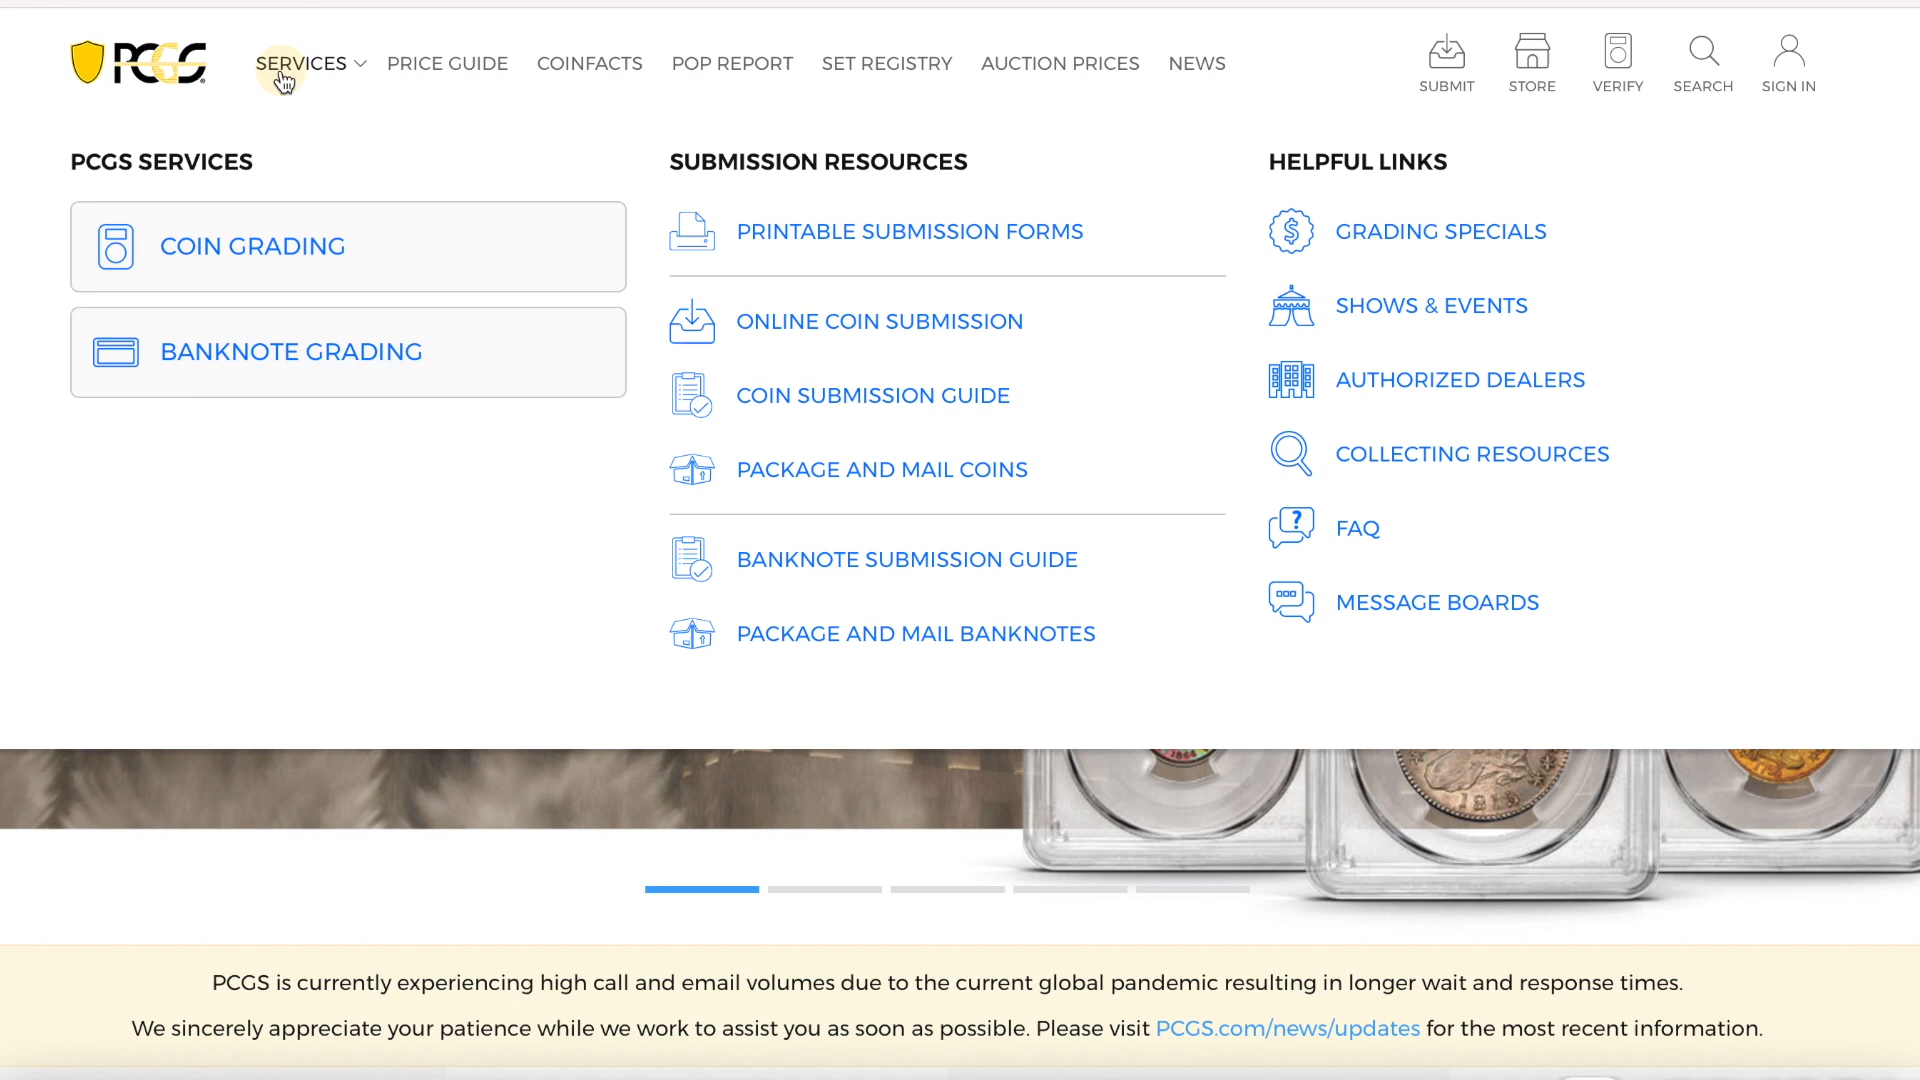 PCGS
SERVICES
PRICE GUIDE
COINFACTS
POP REPORT
SET REGISTRY
AUCTION PRICES
NEWS
SUBMIT
STORE
VERIFY
SEARCH
SIGN IN
PCGS SERVICES
COIN GRADING
BANKNOTE GRADING
SUBMISSION RESOURCES
PRINTABLE SUBMISSION FORMS
ONLINE COIN SUBMISSION
COIN SUBMISSION GUIDE
PACKAGE AND MAIL COINS
BANKNOTE SUBMISSION GUIDE
PACKAGE AND MAIL BANKNOTES
HELPFUL LINKS
GRADING SPECIALS
SHOWS & EVENTS
AUTHORIZED DEALERS
COLLECTING RESOURCES
FAQ
MESSAGE BOARDS
PCGS is currently experiencing high call and email volumes due to the current global pandemic resulting in longer wait and response times.
We sincerely appreciate your patience while we work to assist you as soon as possible. Please visit PCGS.com/news/updates for the most recent information.